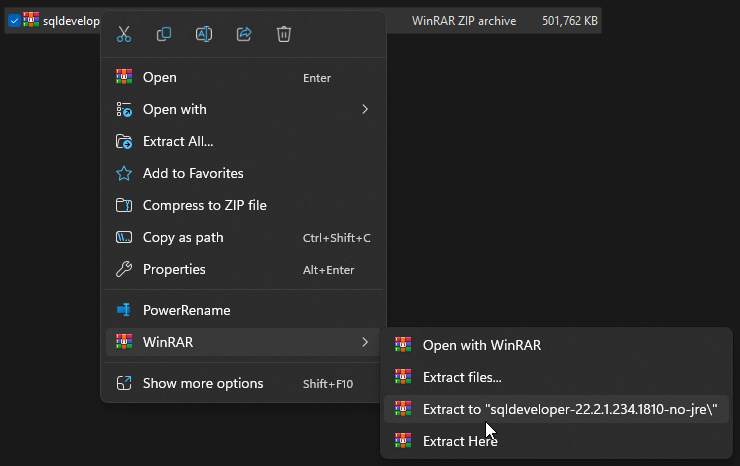 sqldevelop
WinRAR ZIP archive
501,762 KB
Open
Enter
Open with
Extract All...
Add to Favorites
Compress to ZIP file
Copy as path
Ctrl+Shift+C
Properties
Alt+Enter
PowerRename
WinRAR
Show more options
Shift+F10
Open with WinRAR
Extract files...
Extract to "sqldeveloper-22.2.1.234.1810-no-jre\"
Extract Here